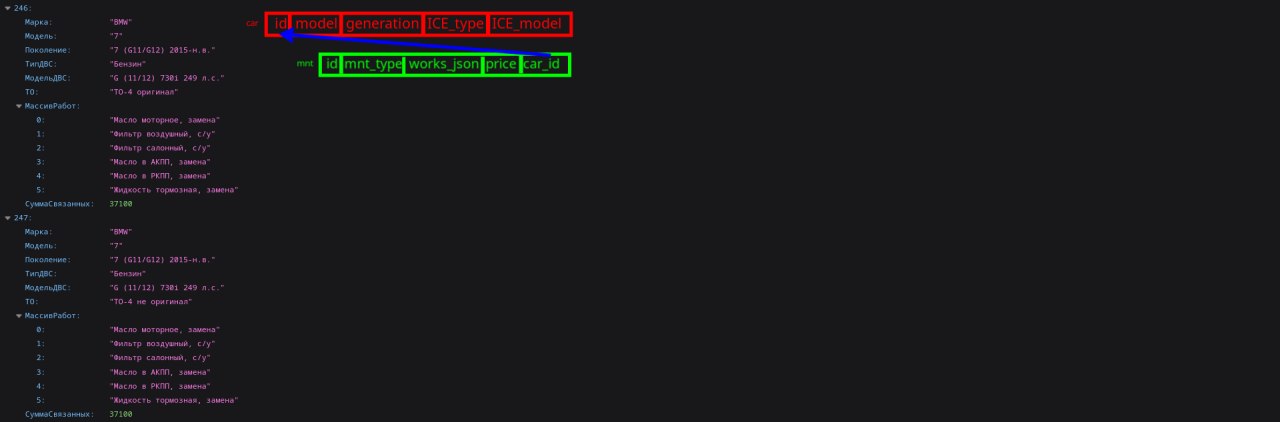 246:
Марка: "BMW"
car id model generation ICE_type ICE_model
Модель: "7"
Поколение: "7 (G11/G12) 2015-н.в."
mnt id mnt_type works_json price car_id
ТипДВС: "Бензин"
МодельДВС: "G (11/12) 730i 249 л.с."
ТО: "ТО-4 оригинал"
МассивРабот:
0: "Масло моторное, замена"
1: "Фильтр воздушный, с/у"
2: "Фильтр салонный, с/у"
3: "Масло в АКПП, замена"
4: "Масло в РКПП, замена"
5: "Жидкость тормозная, замена"
СуммаСвязанных: 37100
247:
Марка: "BMW"
Модель: "7"
Поколение: "7 (G11/G12) 2015-н.в."
ТипДВС: "Бензин"
МодельДВС: "G (11/12) 730i 249 л.с."
ТО: "ТО-4 не оригинал"
МассивРабот:
0: "Масло моторное, замена"
1: "Фильтр воздушный, с/у"
2: "Фильтр салонный, с/у"
3: "Масло в АКПП, замена"
4: "Масло в РКПП, замена"
5: "Жидкость тормозная, замена"
СуммаСвязанных: 37100